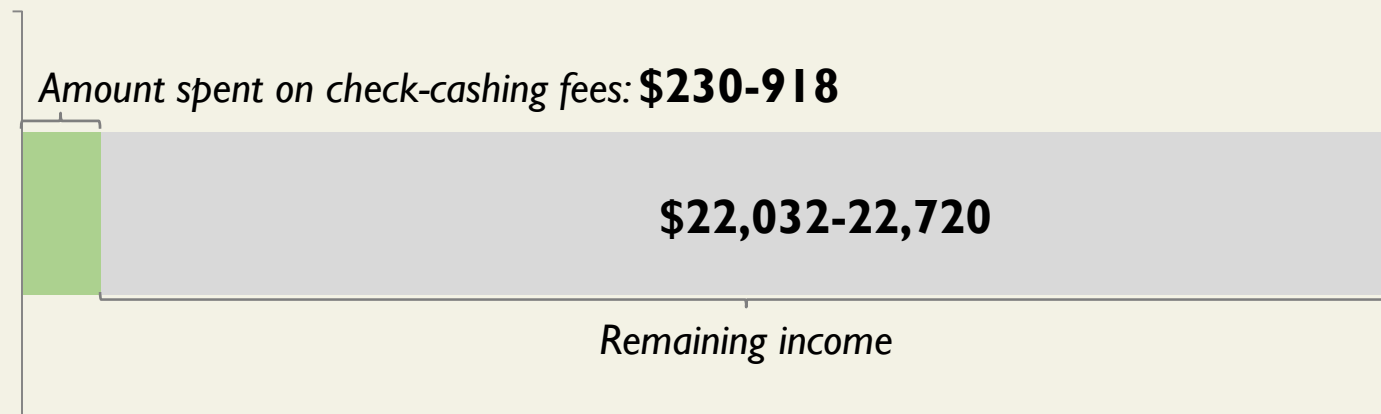 Amount spent on check-cashing fees: $230-918
$22,032-22,720
Remaining income